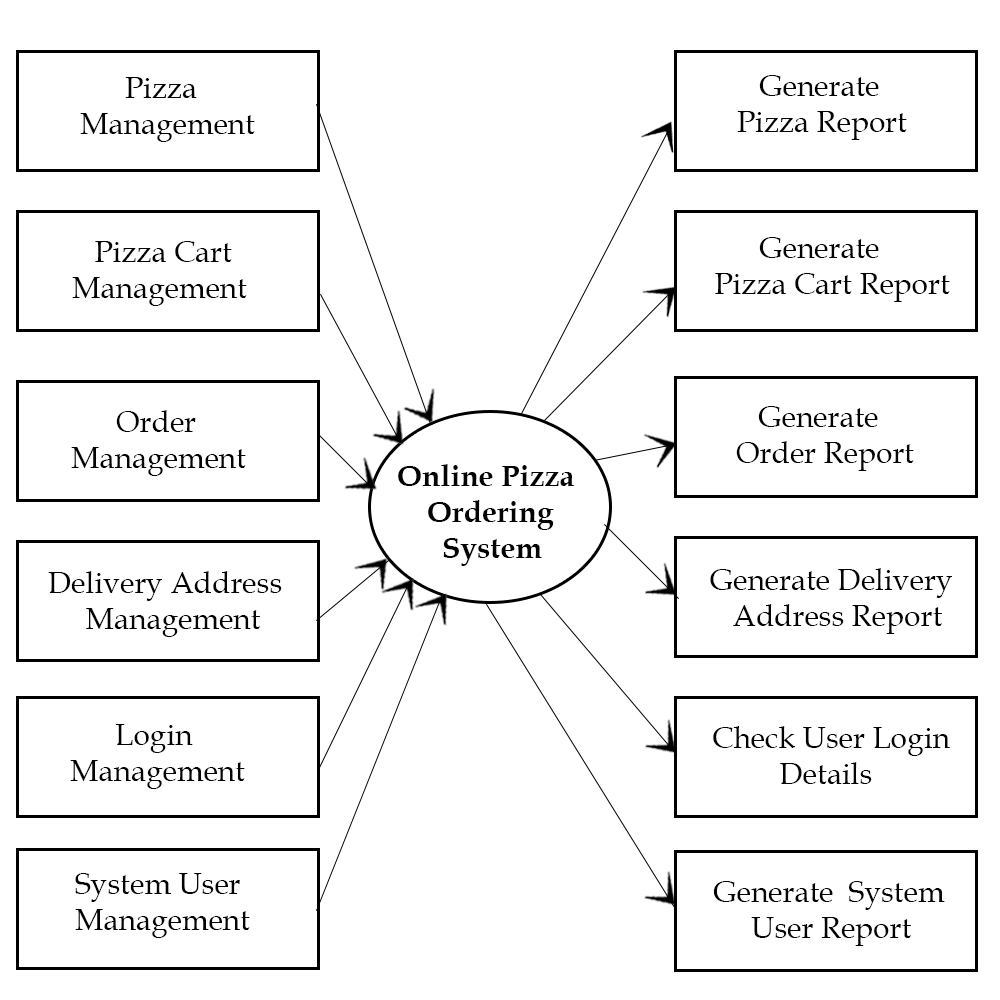 Pizza
Management
Pizza Cart
Management
Order
Management
Delivery Address
Management
Login
Management
System User
Management
Online Pizza
Ordering
System
Generate
Pizza Report
Generate
Pizza Cart Report
Generate
Order Report
Generate Delivery
Address Report
Check User Login
Details
Generate System
User Report